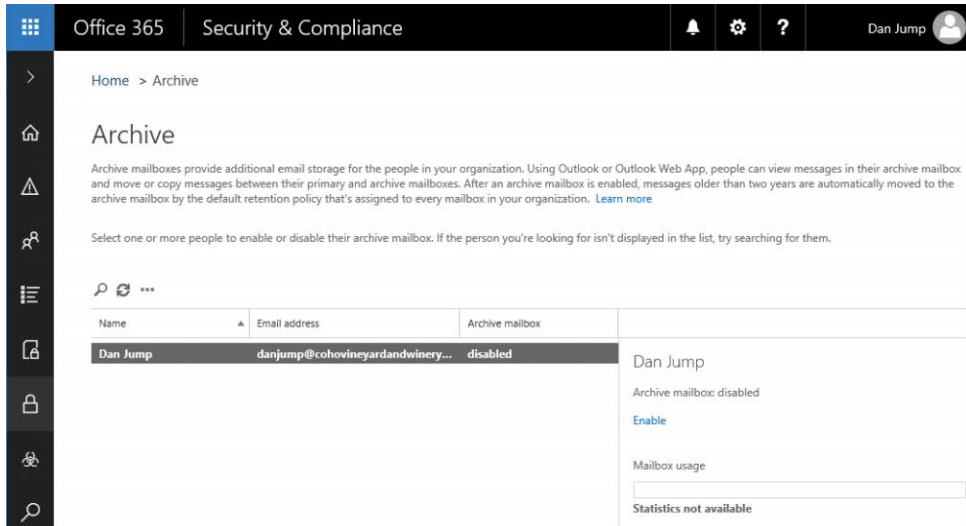 Office 365
Security & Compliance
?
Dan Jump
Home > Archive
Archive
Archive mailboxes provide additional email storage for the people in your organization. Using Outlook or Outlook Web App, people can view messages in their archive mailbox
and move or copy messages between their primary and archive mailboxes. After an archive mailbox is enabled, messages older than two years are automatically moved to the
archive mailbox by the default retention policy that's assigned to every mailbox in your organization. Learn more
Select one or more people to enable or disable their archive mailbox. If the person you're looking for isn't displayed in the list, try searching for them.
Name Email address Archive mailbox
Dan Jump danjump@cohovineyardandwinery... disabled
Dan Jump
Archive mailbox: disabled
Enable
Mailbox usage
Statistics not available